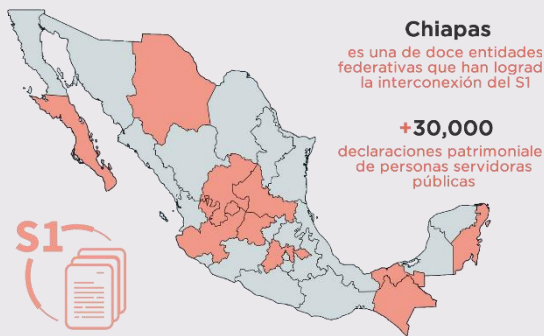 Chiapas
es una de doce entidades
federativas que han lograd
la interconexión del S1
+30,000
declaraciones patrimoniale
de personas servidoras
públicas
S1